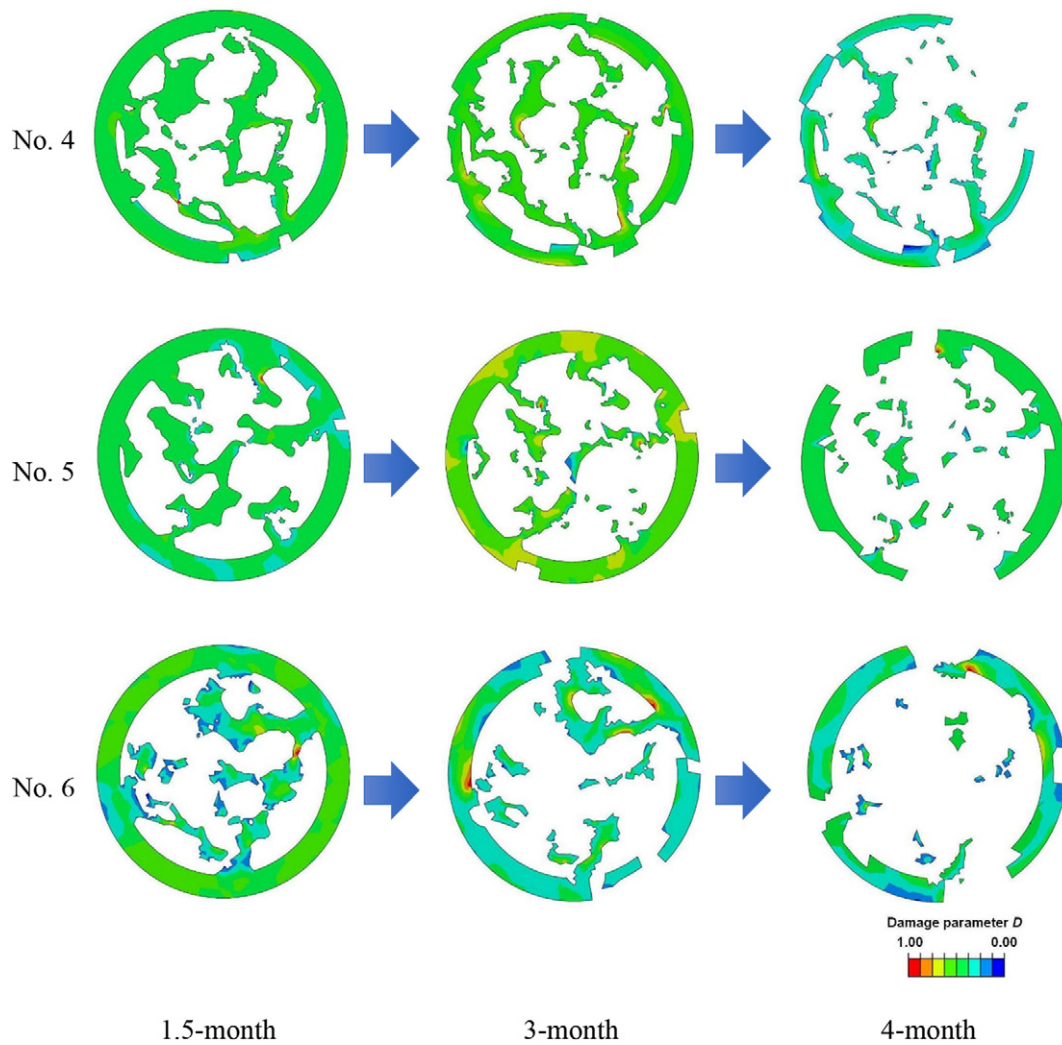 No. 4
No. 5
No. 6
Damage parameter D
1.00 0.00
1.5-month 3-month 4-month